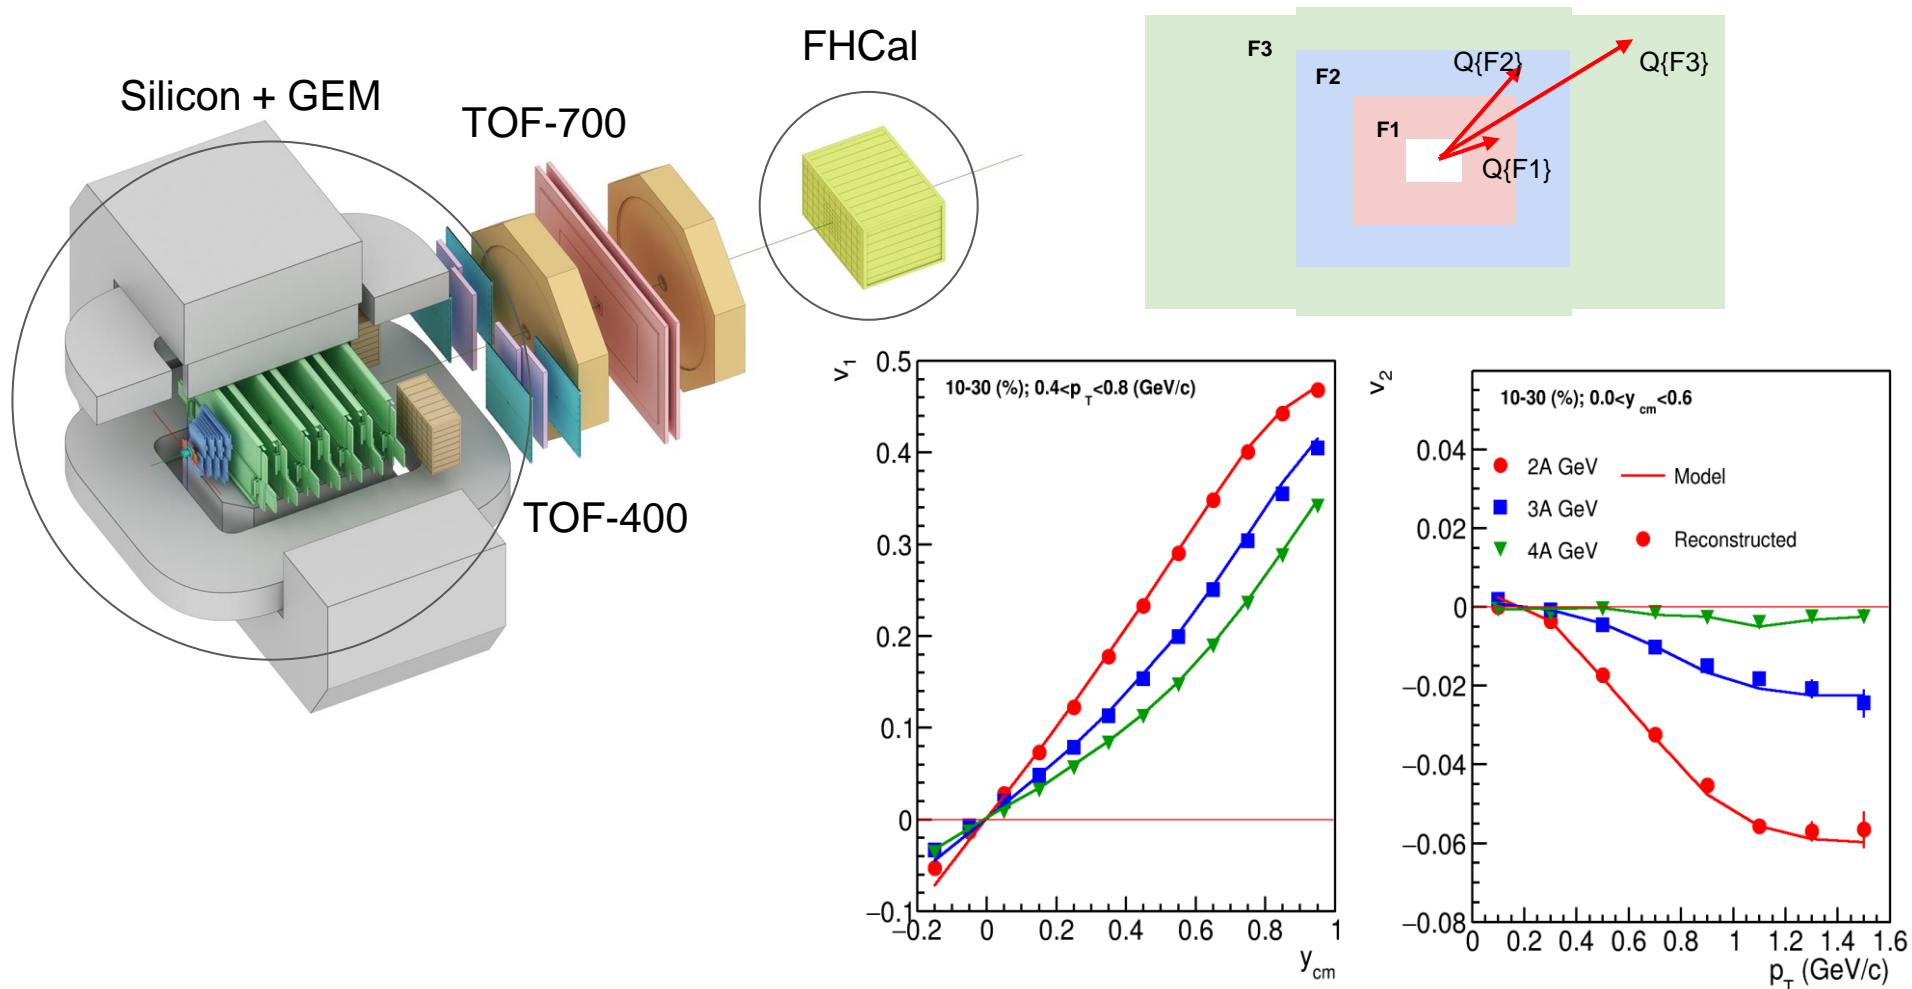 FHCal
Silicon + GEM
TOF-700
TOF-400
F3
F2
F1
Q{F2}
Q{F3}
Q{F1}
v1
0.5
0.4
0.3
0.2
0.1
0
−0.1
10-30 (%); 0.4<pT<0.8 (GeV/c)
−0.2 0 0.2 0.4 0.6 0.8 1
ycm
v2
0.04
0.02
0
−0.02
−0.04
−0.06
−0.08
10-30 (%); 0.0<y cm<0.6
2A GeV
3A GeV
4A GeV
Model
Reconstructed
0 0.2 0.4 0.6 0.8 1 1.2 1.4 1.6
pT (GeV/c)